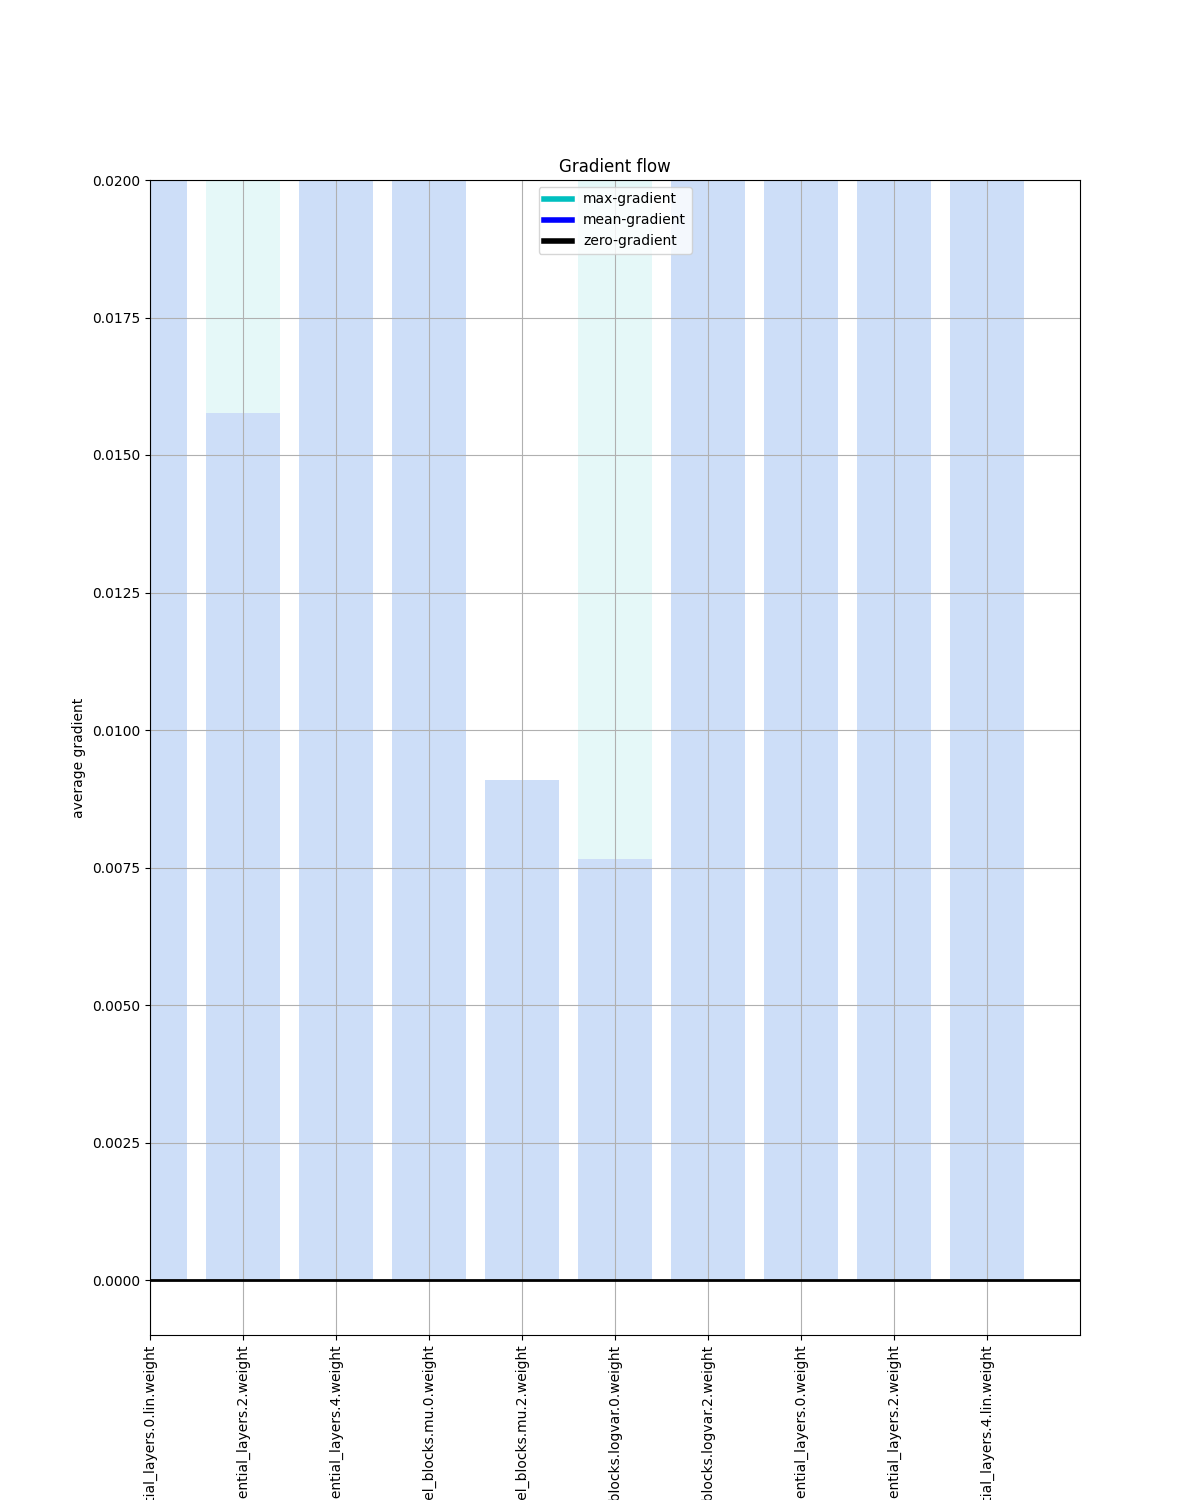 Gradient flow
max-gradient
mean-gradient
zero-gradient
0.0200
0.0175
0.0150
0.0125
0.0100
0.0075
0.0050
0.0025
0.0000
average gradient
tial_layers.0.lin.weight
ential_layers.2.weight
ential_layers.4.weight
el_blocks.mu.0.weight
el_blocks.mu.2.weight
blocks.logvar.0.weight
blocks.logvar.2.weight
ential_layers.0.weight
ential_layers.2.weight
tial_layers.4.lin.weight